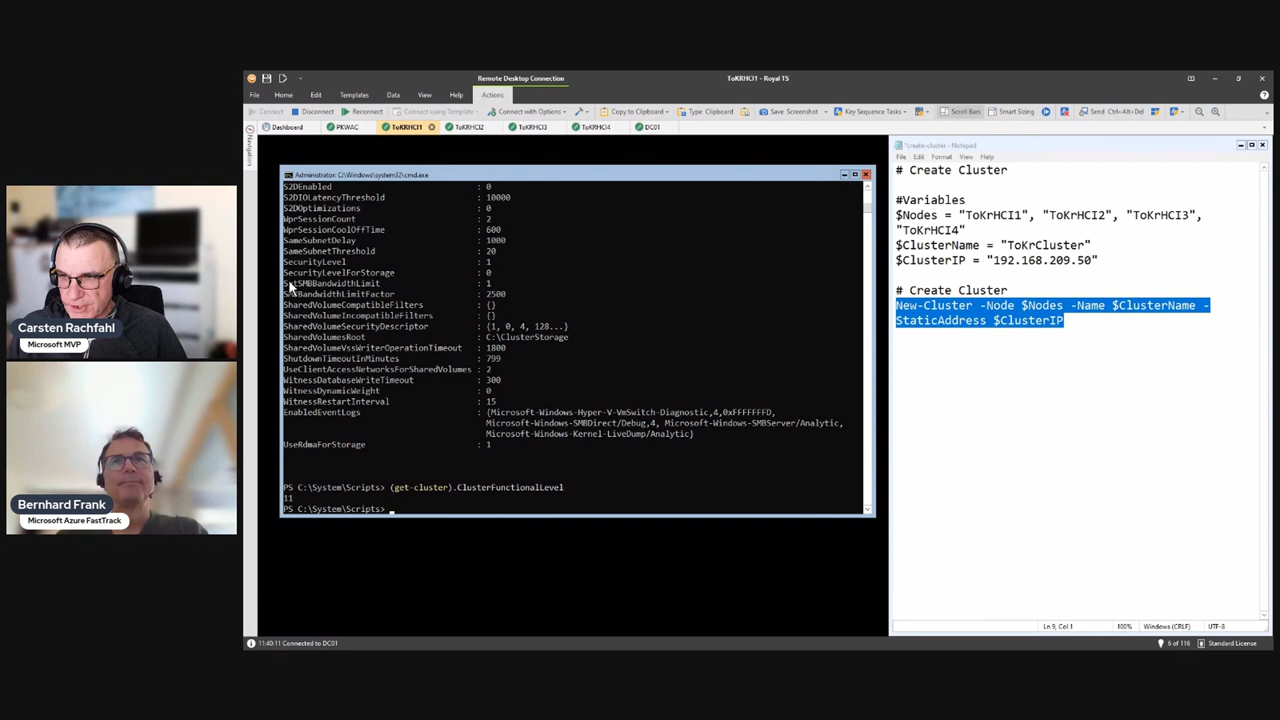 Remote Desktop Connection
ToKRHCI1 - Royal TS
File Home Edit Templates Data View Help Actions
Connect Disconnect Reconnect Connect using Template Connect with Options Copy to Clipboard Type Clipboard Save Screenshot Key Sequence Tasks Scroll Bars Smart Sizing Send Ctrl+Alt+Del
Dashboard PKWAC ToKRHCI1 ToKRHCI2 ToKRHCI3 ToKRHCI4 DC01
Navigation
Administrator: C:\Windows\system32\cmd.exe
S2DEnabled : 0
S2DIOLatencyThreshold : 10000
S2DOptimizations : 0
WprSessionCount : 2
WprSessionCoolOffTime : 600
SameSubnetDelay : 1000
SameSubnetThreshold : 20
SecurityLevel : 1
SecurityLevelForStorage : 0
SetSMBBandwidthLimit : 1
SMBBandwidthLimitFactor : 2500
SharedVolumeCompatibleFilters : {}
SharedVolumeIncompatibleFilters : {}
SharedVolumeSecurityDescriptor : {1, 0, 4, 128...}
SharedVolumesRoot : C:\ClusterStorage
SharedVolumeVssWriterOperationTimeout : 1800
ShutdownTimeoutInMinutes : 799
UseClientAccessNetworksForSharedVolumes : 2
WitnessDatabaseWriteTimeout : 300
WitnessDynamicWeight : 0
WitnessRestartInterval : 15
EnabledEventLogs : {Microsoft-Windows-Hyper-V-VmSwitch-Diagnostic,4,0xFFFFFFFD,
Microsoft-Windows-SMBDirect/Debug,4, Microsoft-Windows-SMBServer/Analytic,
Microsoft-Windows-Kernel-LiveDump/Analytic}
UseRdmaForStorage : 1
PS C:\System\Scripts> (get-cluster).ClusterFunctionalLevel
11
PS C:\System\Scripts>
*create-cluster - Notepad
File Edit Format View Help
# Create Cluster
#Variables
$Nodes = "ToKrHCI1", "ToKrHCI2", "ToKrHCI3",
"ToKrHCI4"
$ClusterName = "ToKrCluster"
$ClusterIP = "192.168.209.50"
# Create Cluster
New-Cluster -Node $Nodes -Name $ClusterName -
StaticAddress $ClusterIP
Ln 9, Col 1 100% Windows (CRLF) UTF-8
11:40:11 Connected to DC01
6 of 116 Standard License
Carsten Rachfahl
Microsoft MVP
Bernhard Frank
Microsoft Azure FastTrack